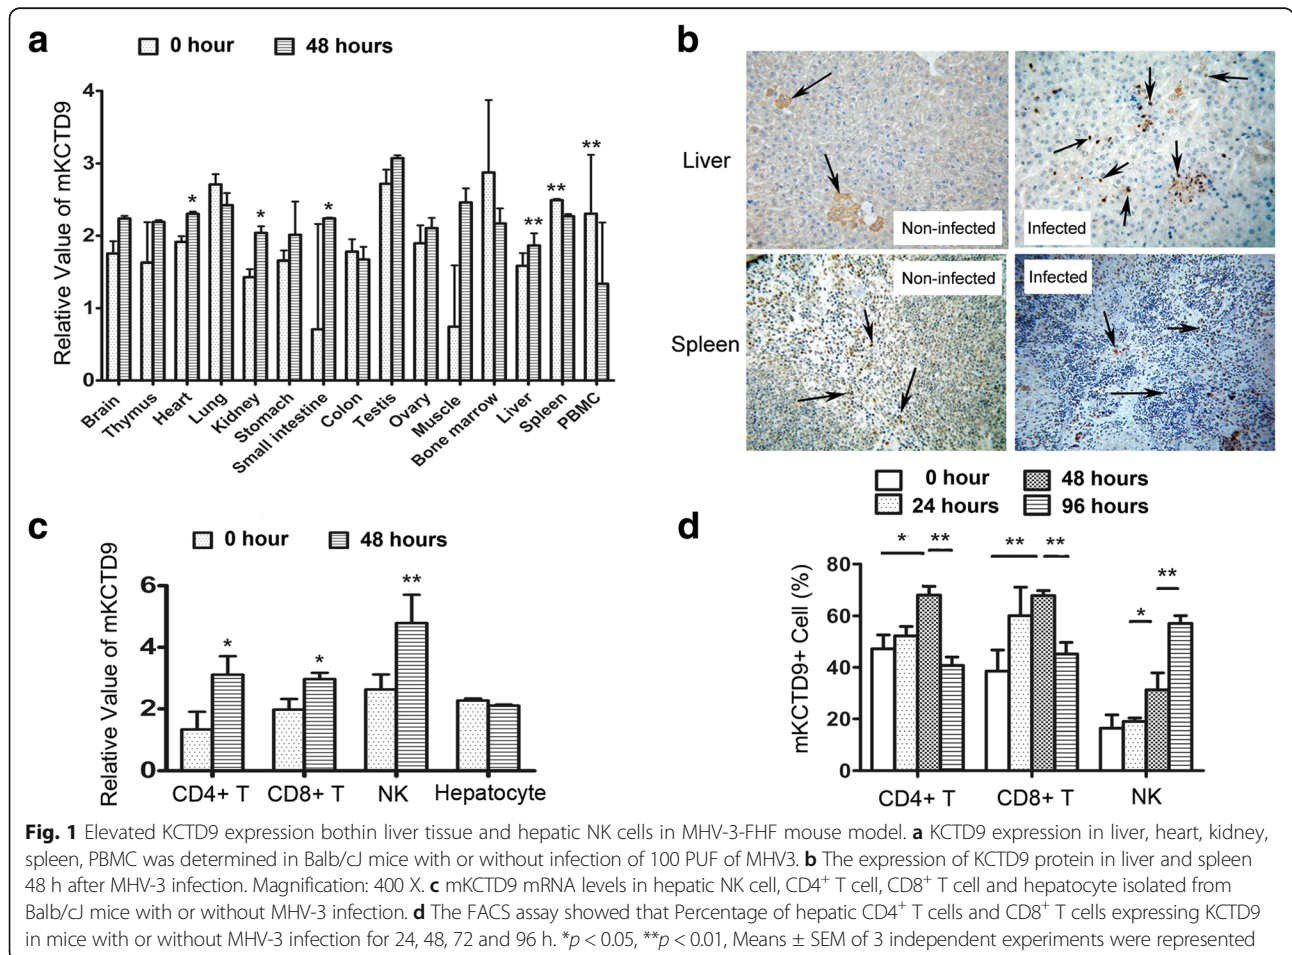 a
0 hour
48 hours
Relative Value of mKCTD9
4
3
2
1
0
*
*
*
**
**
**
Brain
Thymus
Heart
Lung
Kidney
Stomach
Small intestine
Colon
Testis
Ovary
Muscle
Bone marrow
Liver
Spleen
PBMC
b
Liver
Non-infected
Infected
Spleen
Non-infected
Infected
c
0 hour
48 hours
Relative Value of mKCTD9
6
4
2
0
*
*
**
CD4+ T
CD8+ T
NK
Hepatocyte
d
0 hour
48 hours
24 hours
96 hours
mKCTD9+ Cell (%)
80
60
40
20
0
*
**
**
**
*
**
CD4+ T
CD8+ T
NK
Fig. 1 Elevated KCTD9 expression bothin liver tissue and hepatic NK cells in MHV-3-FHF mouse model. a KCTD9 expression in liver, heart, kidney,
spleen, PBMC was determined in Balb/cJ mice with or without infection of 100 PUF of MHV3. b The expression of KCTD9 protein in liver and spleen
48 h after MHV-3 infection. Magnification: 400 X. c mKCTD9 mRNA levels in hepatic NK cell, CD4⁺ T cell, CD8⁺ T cell and hepatocyte isolated from
Balb/cJ mice with or without MHV-3 infection. d The FACS assay showed that Percentage of hepatic CD4⁺ T cells and CD8⁺ T cells expressing KCTD9
in mice with or without MHV-3 infection for 24, 48, 72 and 96 h. *p < 0.05, **p < 0.01, Means ± SEM of 3 independent experiments were represented